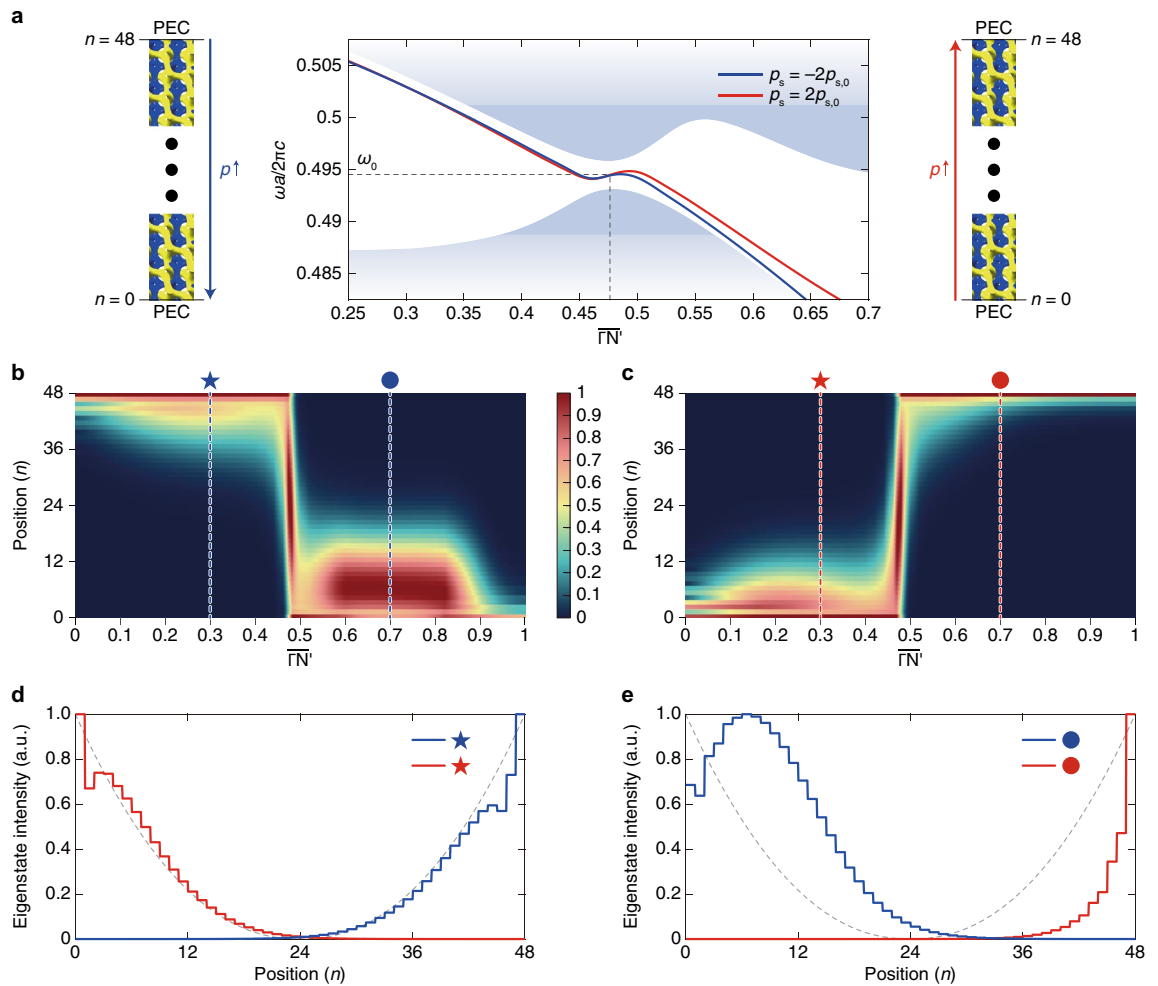 a
PEC
n = 48
p↑
n = 0
PEC
ωa/2πc
0.505
0.5
0.495
0.49
0.485
ω₀
pₛ = –2pₛ,₀
pₛ = 2pₛ,₀
0.25 0.3 0.35 0.4 0.45 0.5 0.55 0.6 0.65 0.7
ΓN'
PEC
n = 48
p↑
n = 0
PEC
b
Position (n)
48
36
24
12
0
0 0.1 0.2 0.3 0.4 0.5 0.6 0.7 0.8 0.9 1
ΓN'
1
0.9
0.8
0.7
0.6
0.5
0.4
0.3
0.2
0.1
0
c
Position (n)
48
36
24
12
0
0 0.1 0.2 0.3 0.4 0.5 0.6 0.7 0.8 0.9 1
ΓN'
d
Eigenstate intensity (a.u.)
1.0
0.8
0.6
0.4
0.2
0
0 12 24 36 48
Position (n)
e
Eigenstate intensity (a.u.)
1.0
0.8
0.6
0.4
0.2
0
0 12 24 36 48
Position (n)